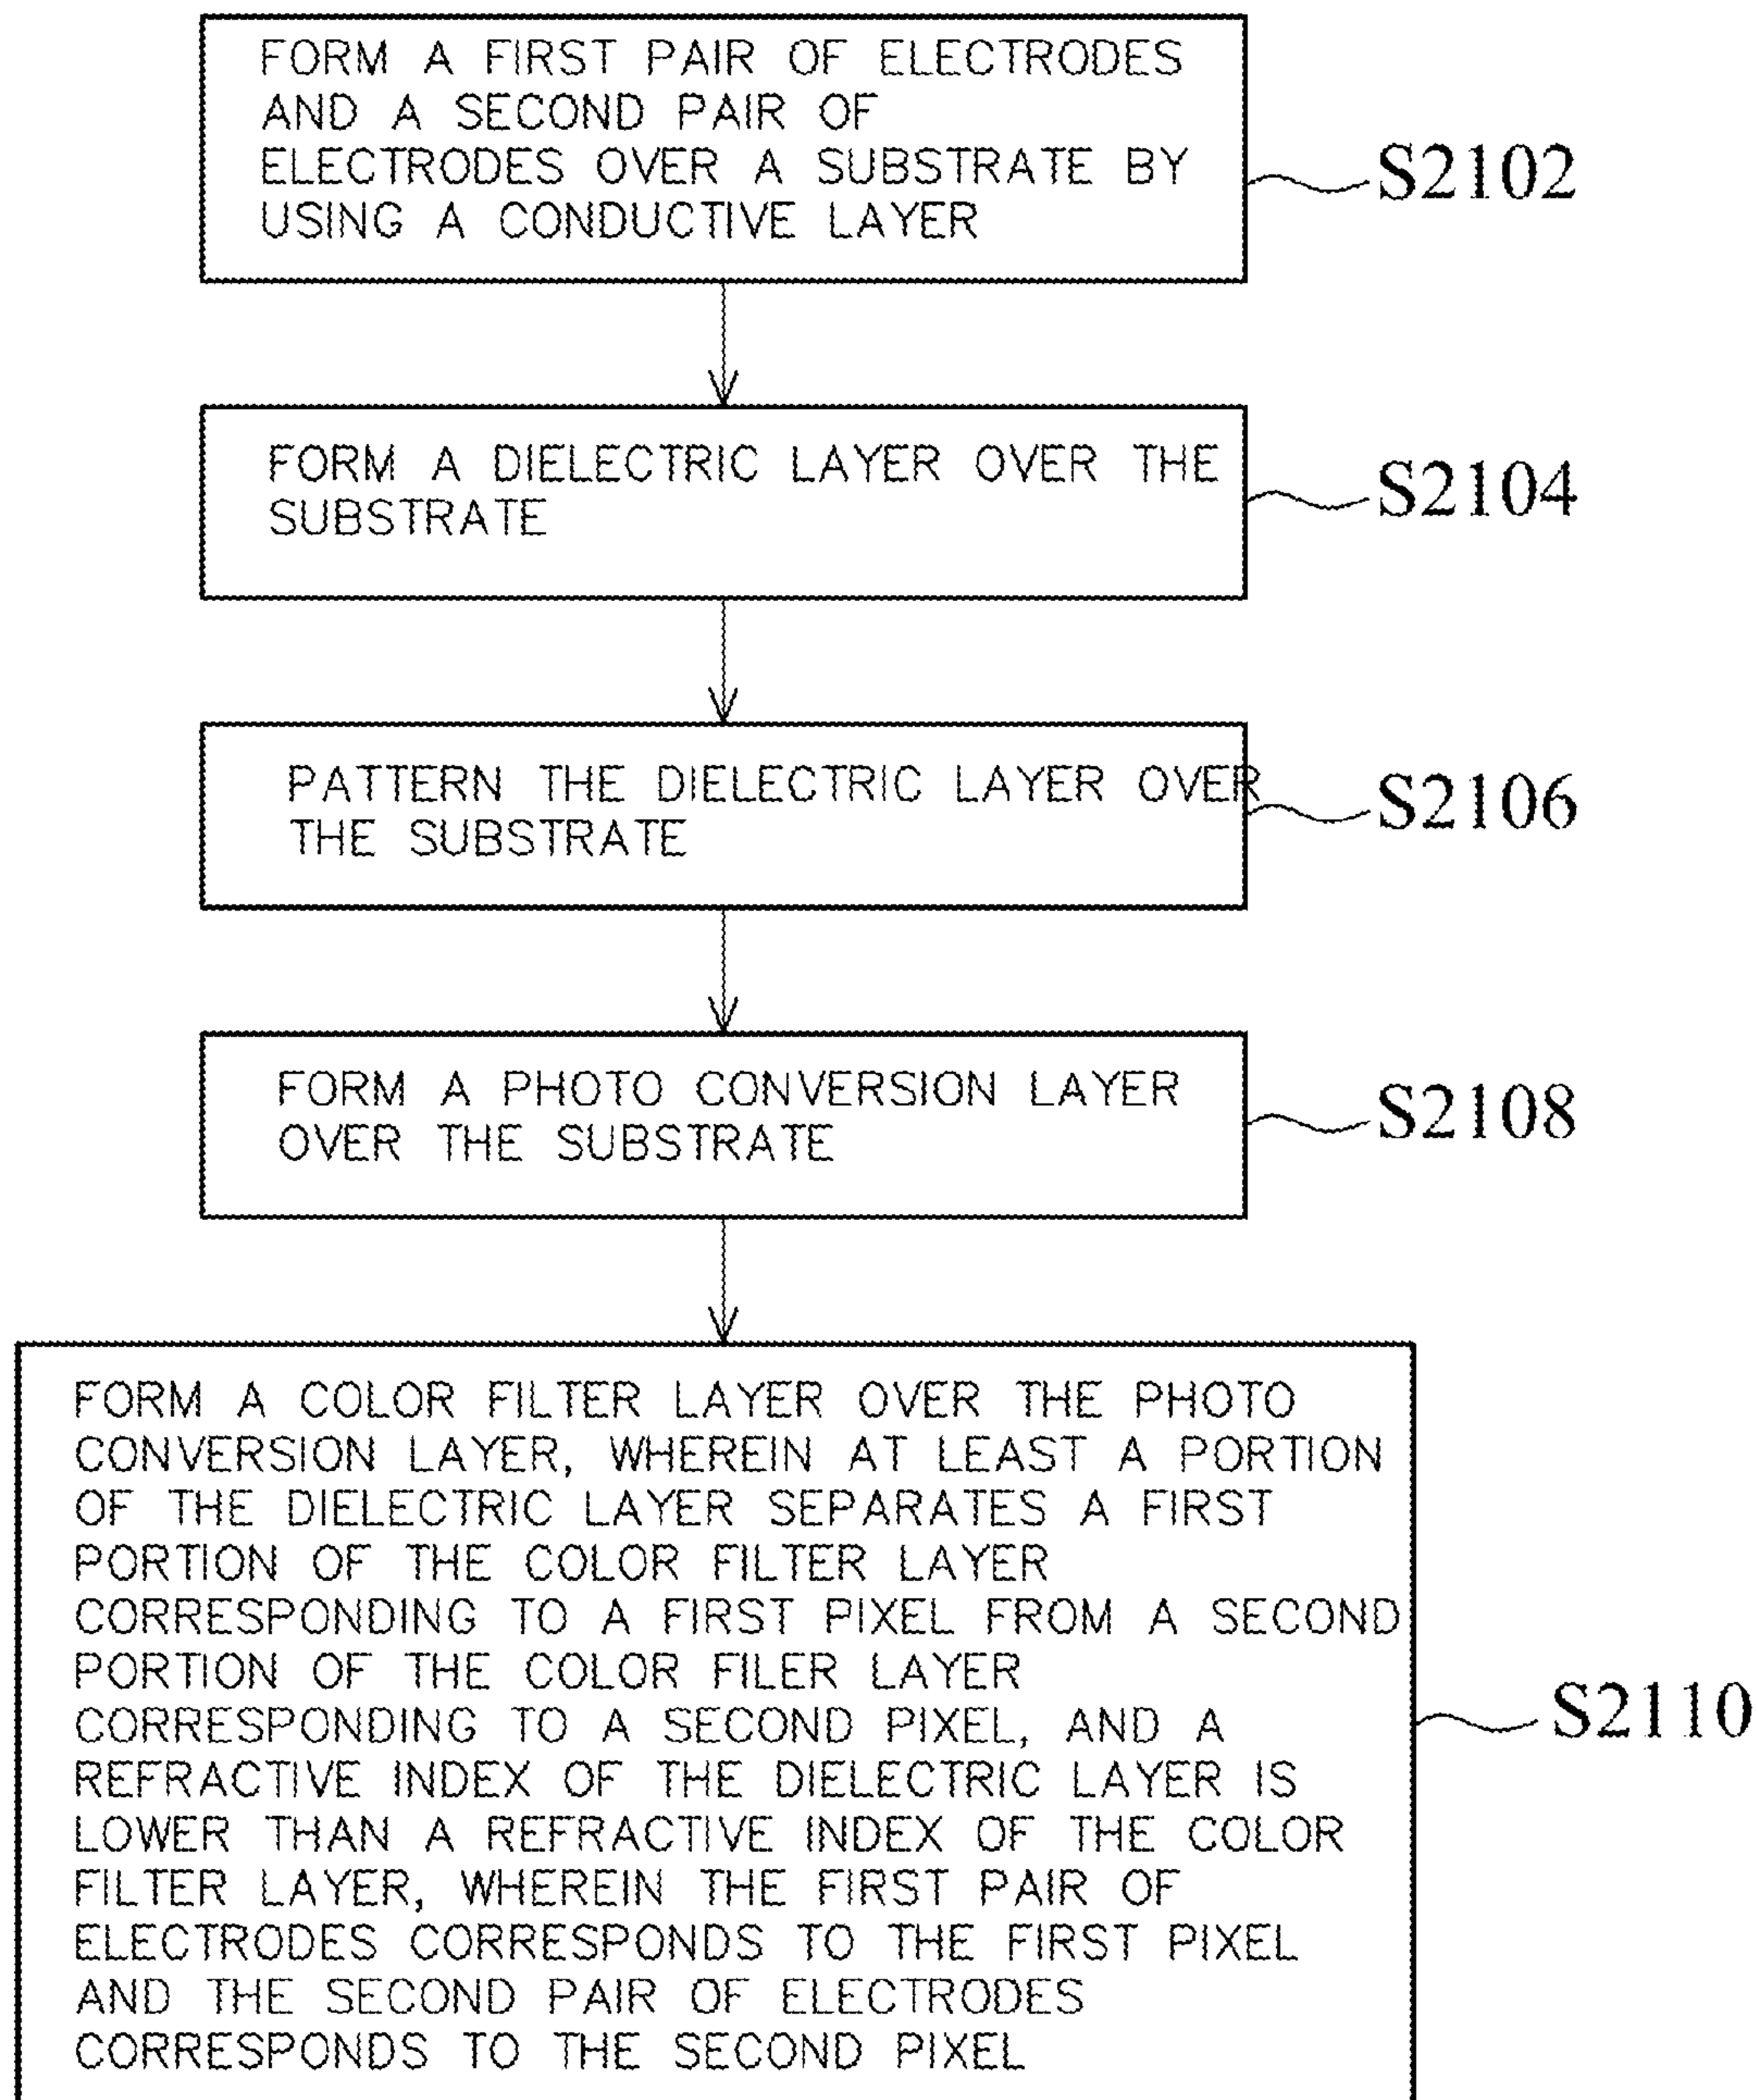 FORM A FIRST PAIR OF ELECTRODES
AND A SECOND PAIR OF
ELECTRODES OVER A SUBSTRATE BY
USING A CONDUCTIVE LAYER
S2102
FORM A DIELECTRIC LAYER OVER THE
SUBSTRATE
S2104
PATTERN THE DIELECTRIC LAYER OVER
THE SUBSTRATE
S2106
FORM A PHOTO CONVERSION LAYER
OVER THE SUBSTRATE
S2108
FORM A COLOR FILTER LAYER OVER THE PHOTO
CONVERSION LAYER, WHEREIN AT LEAST A PORTION
OF THE DIELECTRIC LAYER SEPARATES A FIRST
PORTION OF THE COLOR FILTER LAYER
CORRESPONDING TO A FIRST PIXEL FROM A SECOND
PORTION OF THE COLOR FILER LAYER
CORRESPONDING TO A SECOND PIXEL, AND A
REFRACTIVE INDEX OF THE DIELECTRIC LAYER IS
LOWER THAN A REFRACTIVE INDEX OF THE COLOR
FILTER LAYER, WHEREIN THE FIRST PAIR OF
ELECTRODES CORRESPONDS TO THE FIRST PIXEL
AND THE SECOND PAIR OF ELECTRODES
CORRESPONDS TO THE SECOND PIXEL
S2110